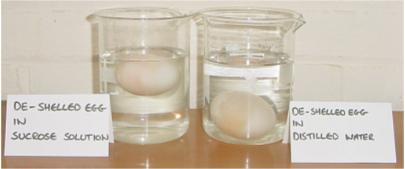 DE-SHELLED EGG
IN
SUCROSE SOLUTION
DE-SHELLED EGG
IN
DISTILLED WATER